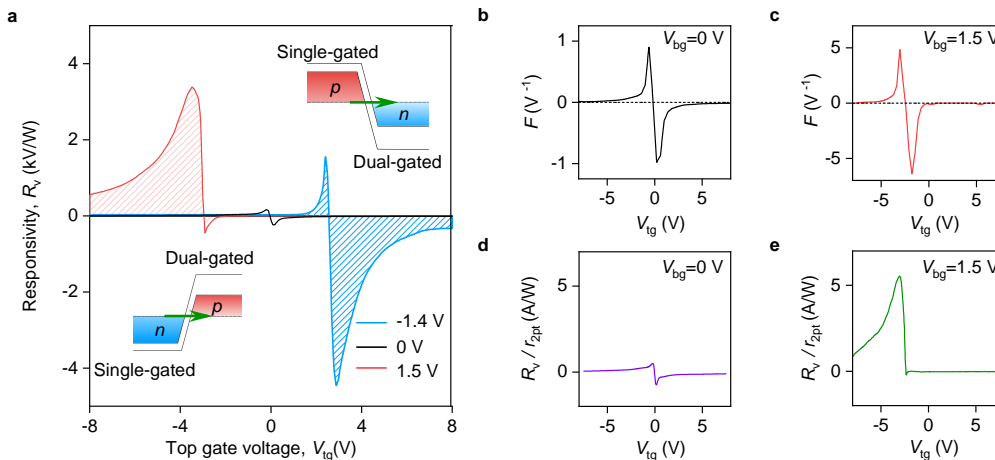 a
Responsivity, Rᵥ (kV/W)
4
2
0
-2
-4
-8
-4
0
4
8
Top gate voltage, V_tg(V)
Single-gated
p
n
Dual-gated
Dual-gated
n
p
Single-gated
-1.4 V
0 V
1.5 V
b
V_bg=0 V
F (V⁻¹)
1
0
-1
-5
0
5
V_tg (V)
c
V_bg=1.5 V
F (V⁻¹)
5
0
-5
-5
0
5
V_tg (V)
d
V_bg=0 V
Rᵥ / r_2pt (A/W)
5
0
-5
0
5
V_tg (V)
e
V_bg=1.5 V
Rᵥ / r_2pt (A/W)
5
0
-5
0
5
V_tg (V)